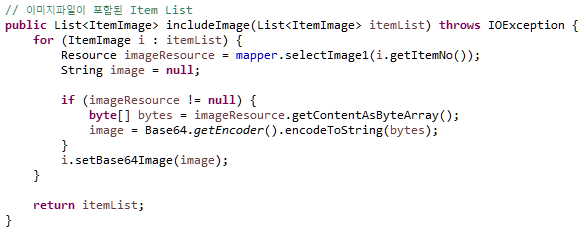 // 이미지파일이 포함된 Item List
public List<ItemImage> includeImage(List<ItemImage> itemList) throws IOException {
    for (ItemImage i : itemList) {
        Resource imageResource = mapper.selectImage1(i.getItemNo());
        String image = null;

        if (imageResource != null) {
            byte[] bytes = imageResource.getContentAsByteArray();
            image = Base64.getEncoder().encodeToString(bytes);
        }
        i.setBase64Image(image);
    }

    return itemList;
}